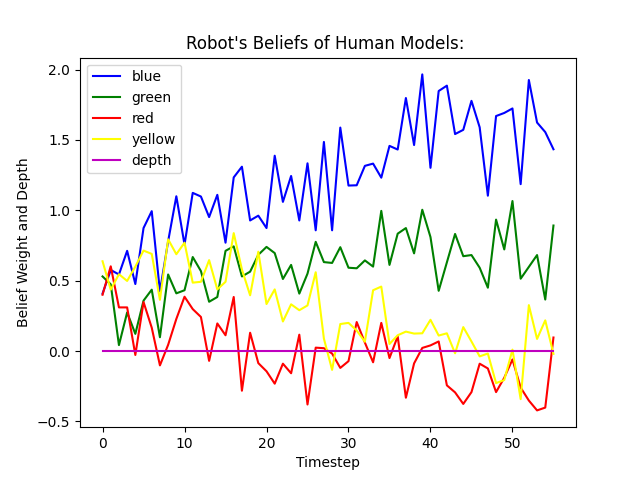 Robot's Beliefs of Human Models:
blue
green
red
yellow
depth
Belief Weight and Depth
2.0
1.5
1.0
0.5
0.0
−0.5
0 10 20 30 40 50
Timestep